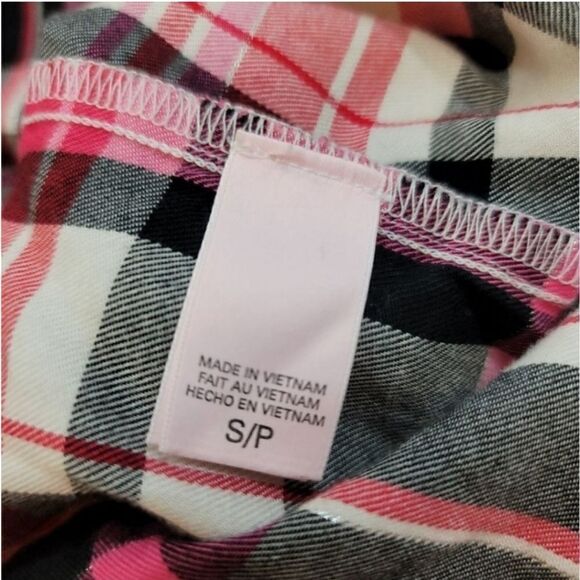 MADE IN VIETNAM
FAIT AU VIETNAM
HECHO EN VIETNAM
S/P